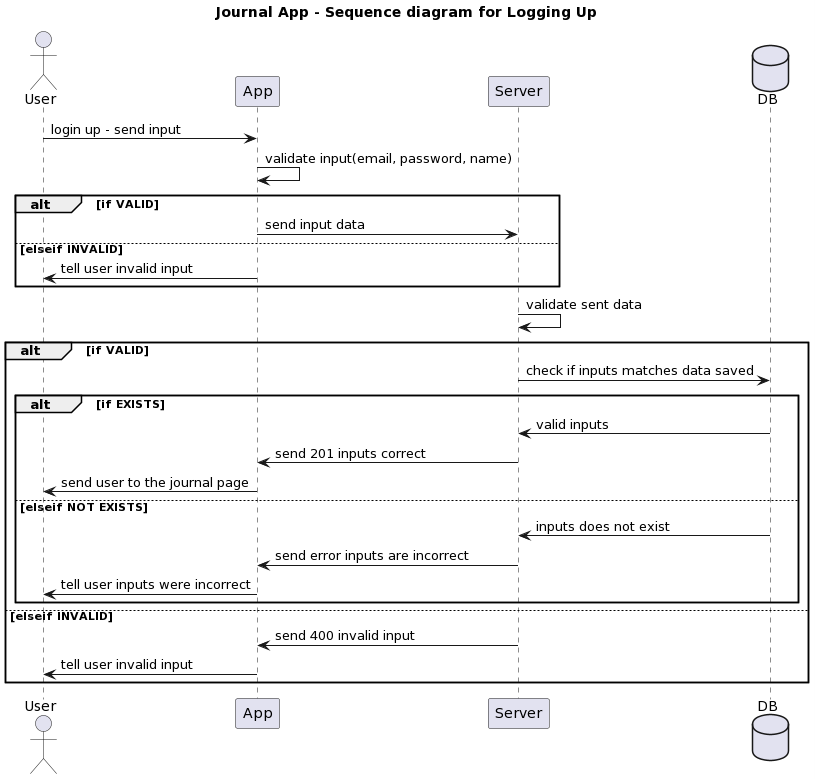 Journal App - Sequence diagram for Logging Up
User
App
Server
DB
login up - send input
validate input(email, password, name)
alt [if VALID]
send input data
[elseif INVALID]
tell user invalid input
validate sent data
alt [if VALID]
check if inputs matches data saved
alt [if EXISTS]
valid inputs
send 201 inputs correct
send user to the journal page
[elseif NOT EXISTS]
inputs does not exist
send error inputs are incorrect
tell user inputs were incorrect
[elseif INVALID]
send 400 invalid input
tell user invalid input
User
App
Server
DB